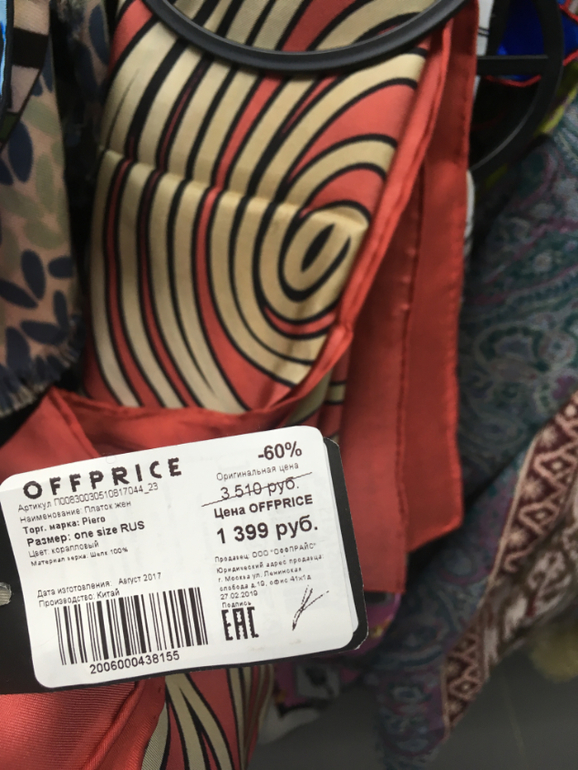 OFFPRICE
Артикул П00830030510817044_23
Наименование: Платок жен
Торг. марка: Piero
Размер: one size RUS
Цвет: коралловый
Материал верха: Шелк 100%
Дата изготовления: Август 2017
Производство: Китай
2006000438155
-60%
Оригинальная цена
3 510 руб.
Цена OFFPRICE
1 399 руб.
Продавец: ООО "ОФФПРАЙС"
Юридический адрес продавца:
г. Москва ул. Ленинская
слобода д.19, офис 41х1д
27.02.2019
Подпись
EAC